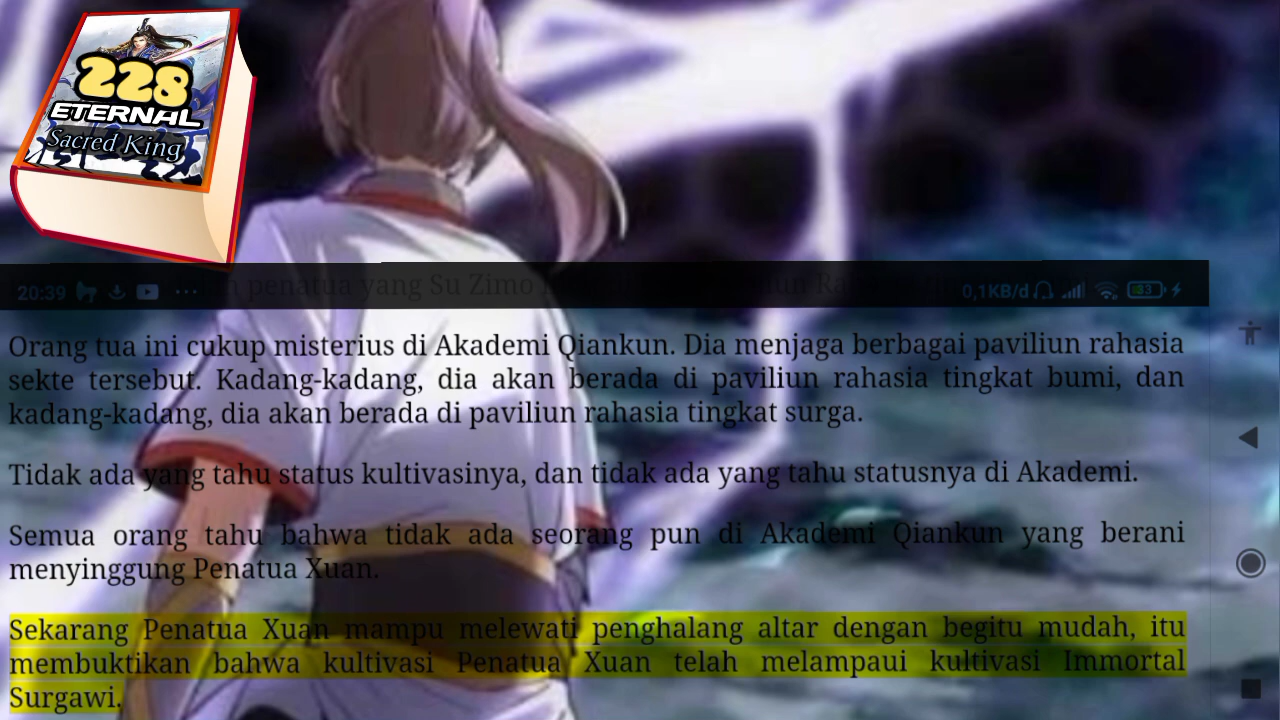 228
ETERNAL
Sacred King
penatua yang Su Zimo
20:39
0,1KB/d
83
Orang tua ini cukup misterius di Akademi Qiankun. Dia menjaga berbagai paviliun rahasia
sekte tersebut. Kadang-kadang, dia akan berada di paviliun rahasia tingkat bumi, dan
kadang-kadang, dia akan berada di paviliun rahasia tingkat surga.
Tidak ada yang tahu status kultivasinya, dan tidak ada yang tahu statusnya di Akademi.
Semua orang tahu bahwa tidak ada seorang pun di Akademi Qiankun yang berani
menyinggung Penatua Xuan.
Sekarang Penatua Xuan mampu melewati penghalang altar dengan begitu mudah, itu
membuktikan bahwa kultivasi Penatua Xuan telah melampaui kultivasi Immortal
Surgawi.